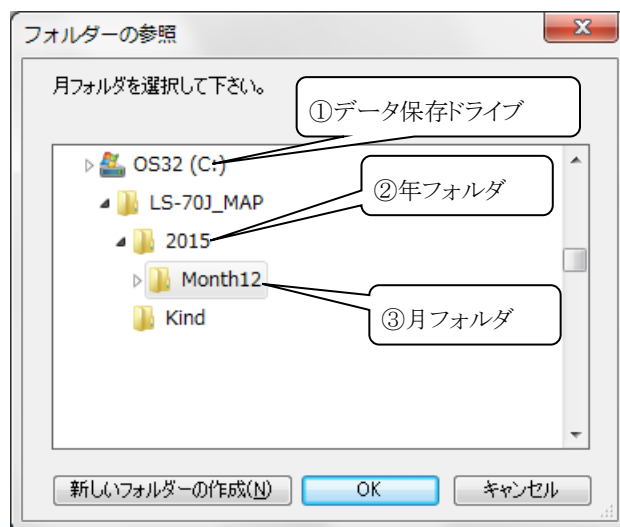 フォルダーの参照
月フォルダを選択して下さい。
①データ保存ドライブ
OS32 (C:)
LS-70J_MAP
②年フォルダ
2015
Month12
Kind
③月フォルダ
新しいフォルダーの作成(N)
OK
キャンセル